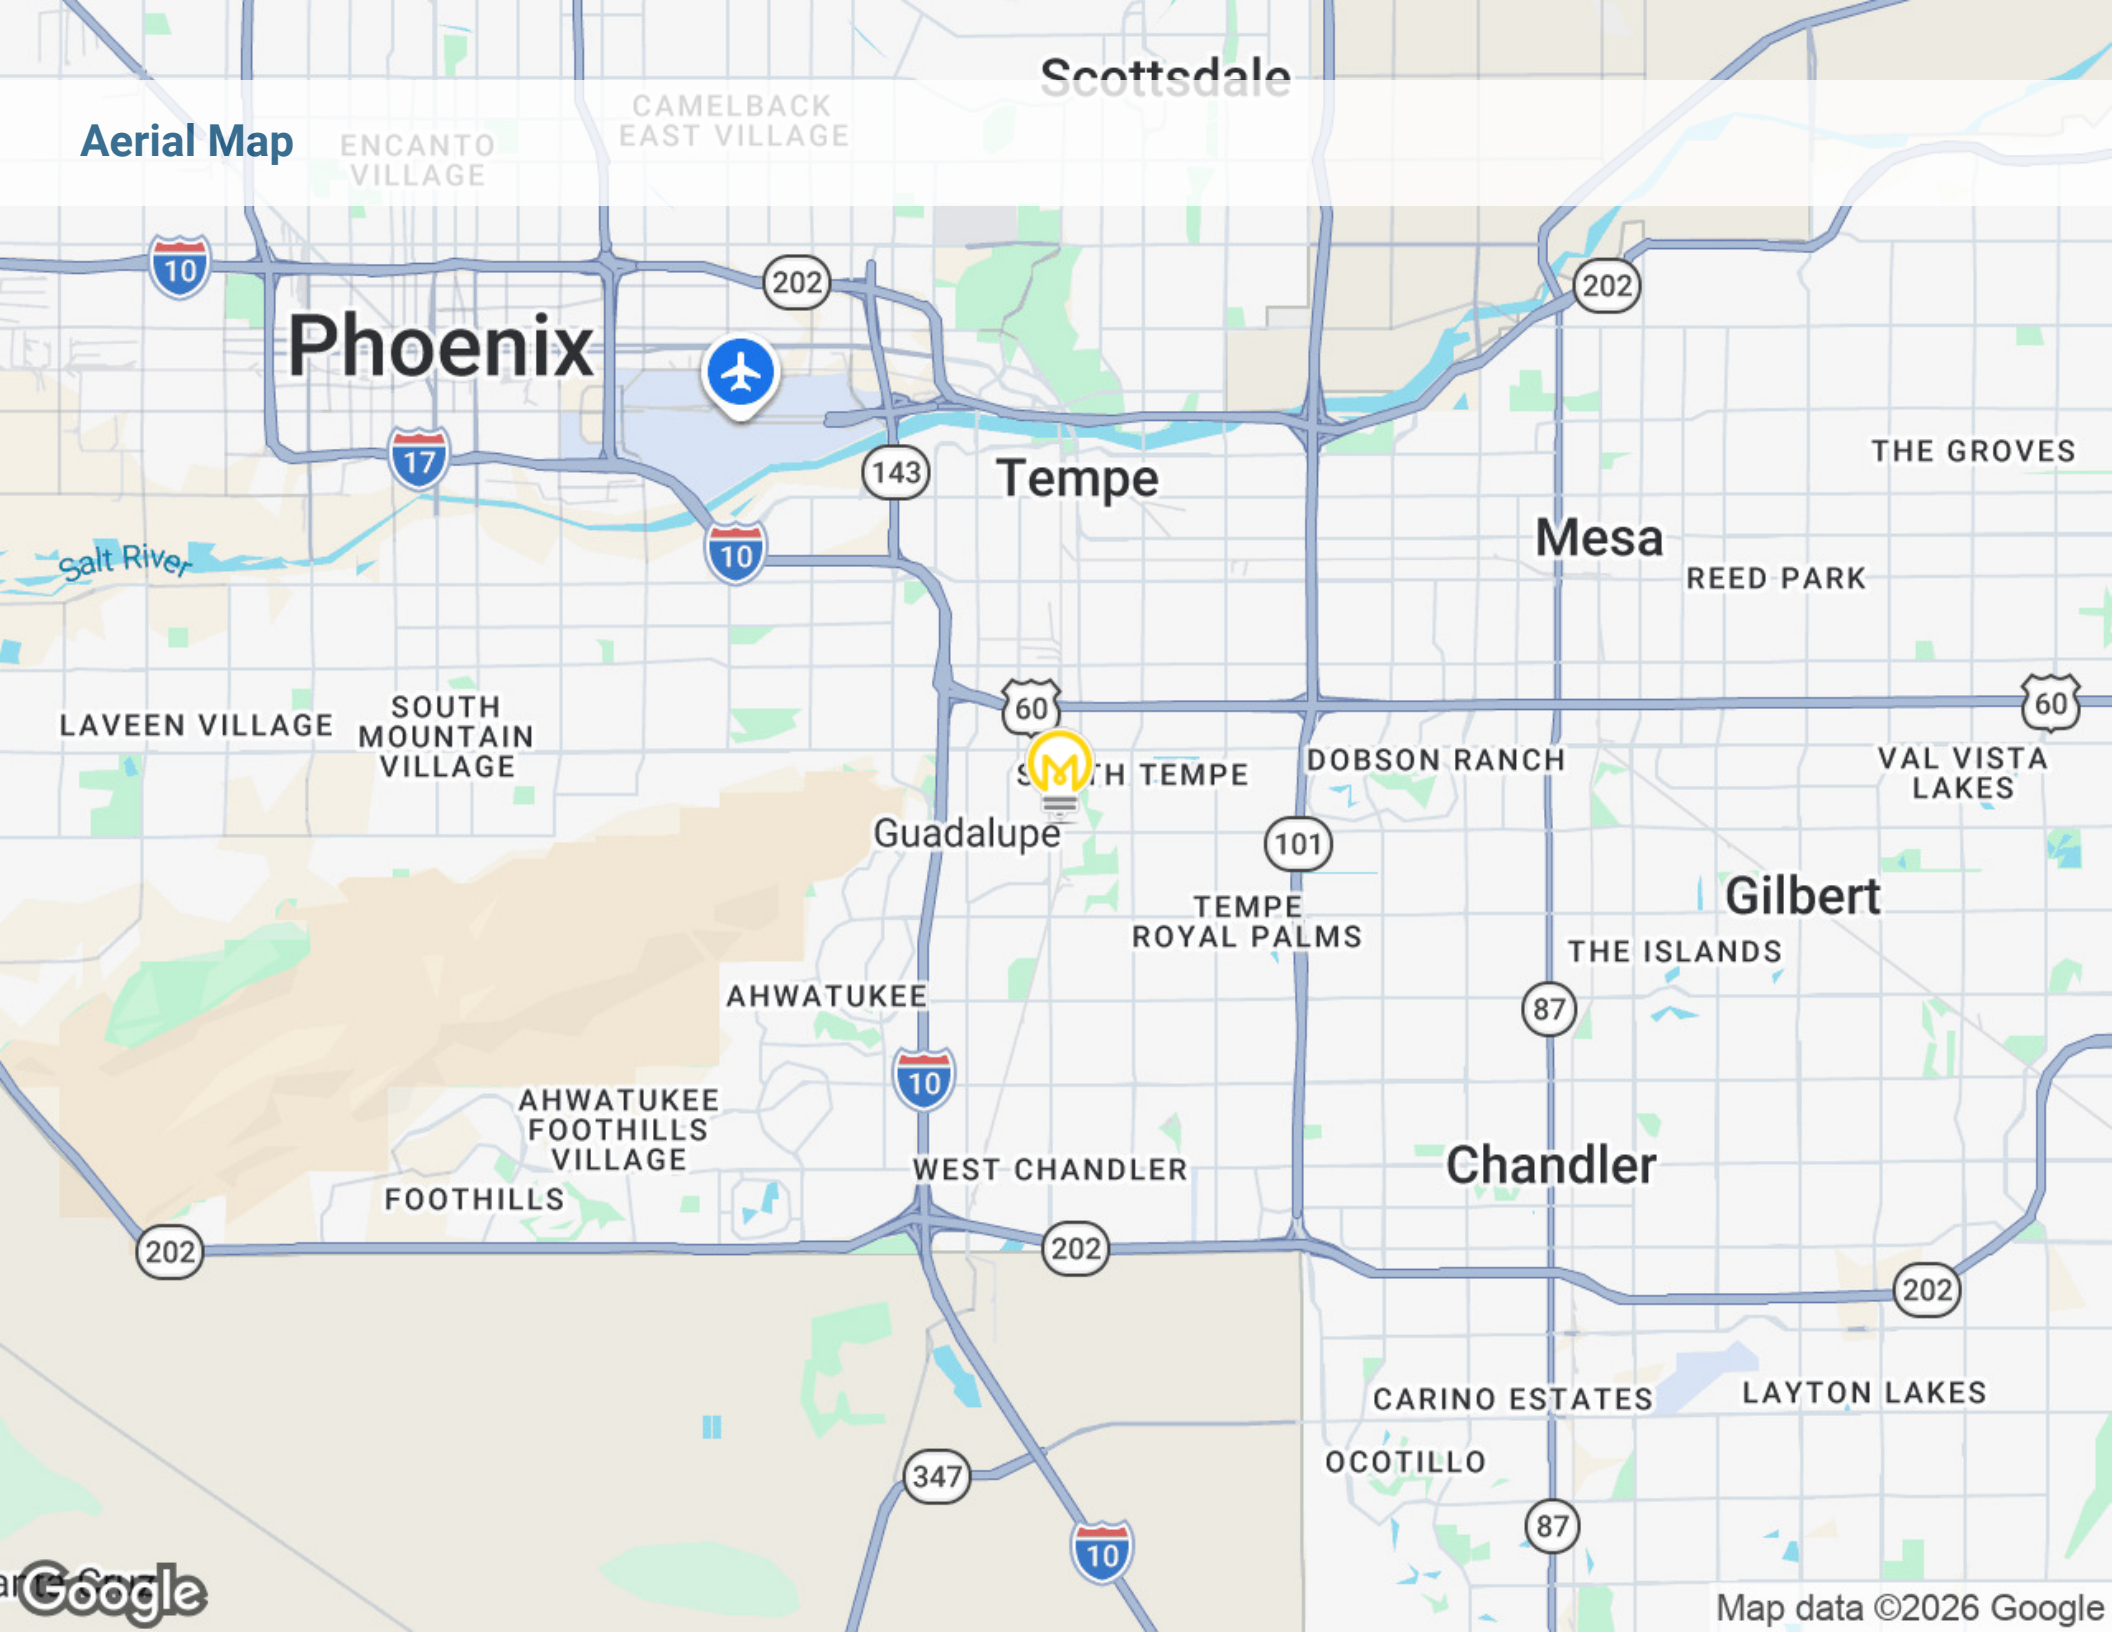 Scottsdale
CAMELBACK
EAST VILLAGE
Aerial Map
ENCANTO
VILLAGE
10
202
202
Phoenix
17
143
Tempe
THE GROVES
Mesa
10
Salt River
REED PARK
60
60
LAVEEN VILLAGE
SOUTH
MOUNTAIN
VILLAGE
TH TEMPE
DOBSON RANCH
VAL VISTA
LAKES
Guadalupe
101
Gilbert
TEMPE
ROYAL PALMS
THE ISLANDS
AHWATUKEE
87
10
AHWATUKEE
FOOTHILLS
VILLAGE
WEST CHANDLER
Chandler
FOOTHILLS
202
202
202
CARINO ESTATES
LAYTON LAKES
OCOTILLO
347
87
10
Google
Map data ©2026 Google